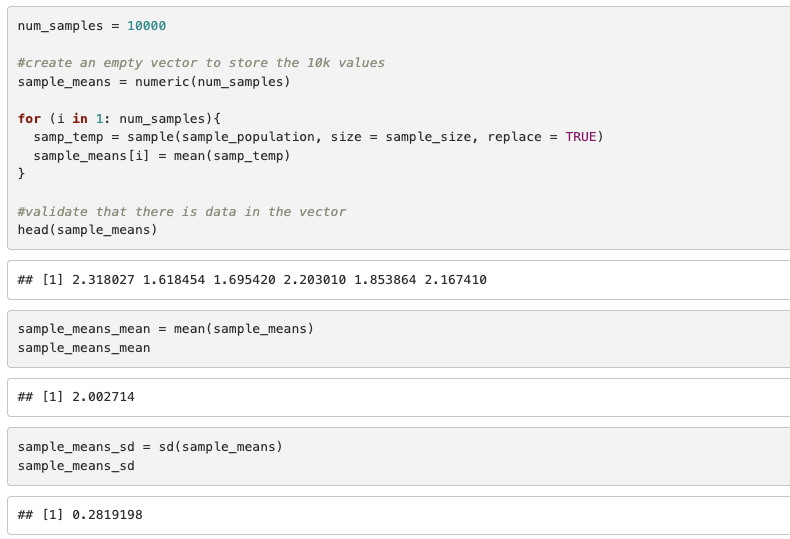 num_samples = 10000
#create an empty vector to store the 10k values
sample_means = numeric(num_samples)
for (i in 1: num_samples){
  samp_temp = sample(sample_population, size = sample_size, replace = TRUE)
  sample_means[i] = mean(samp_temp)
}
#validate that there is data in the vector
head(sample_means)
## [1] 2.318027 1.618454 1.695420 2.203010 1.853864 2.167410
sample_means_mean = mean(sample_means)
sample_means_mean
## [1] 2.002714
sample_means_sd = sd(sample_means)
sample_means_sd
## [1] 0.2819198